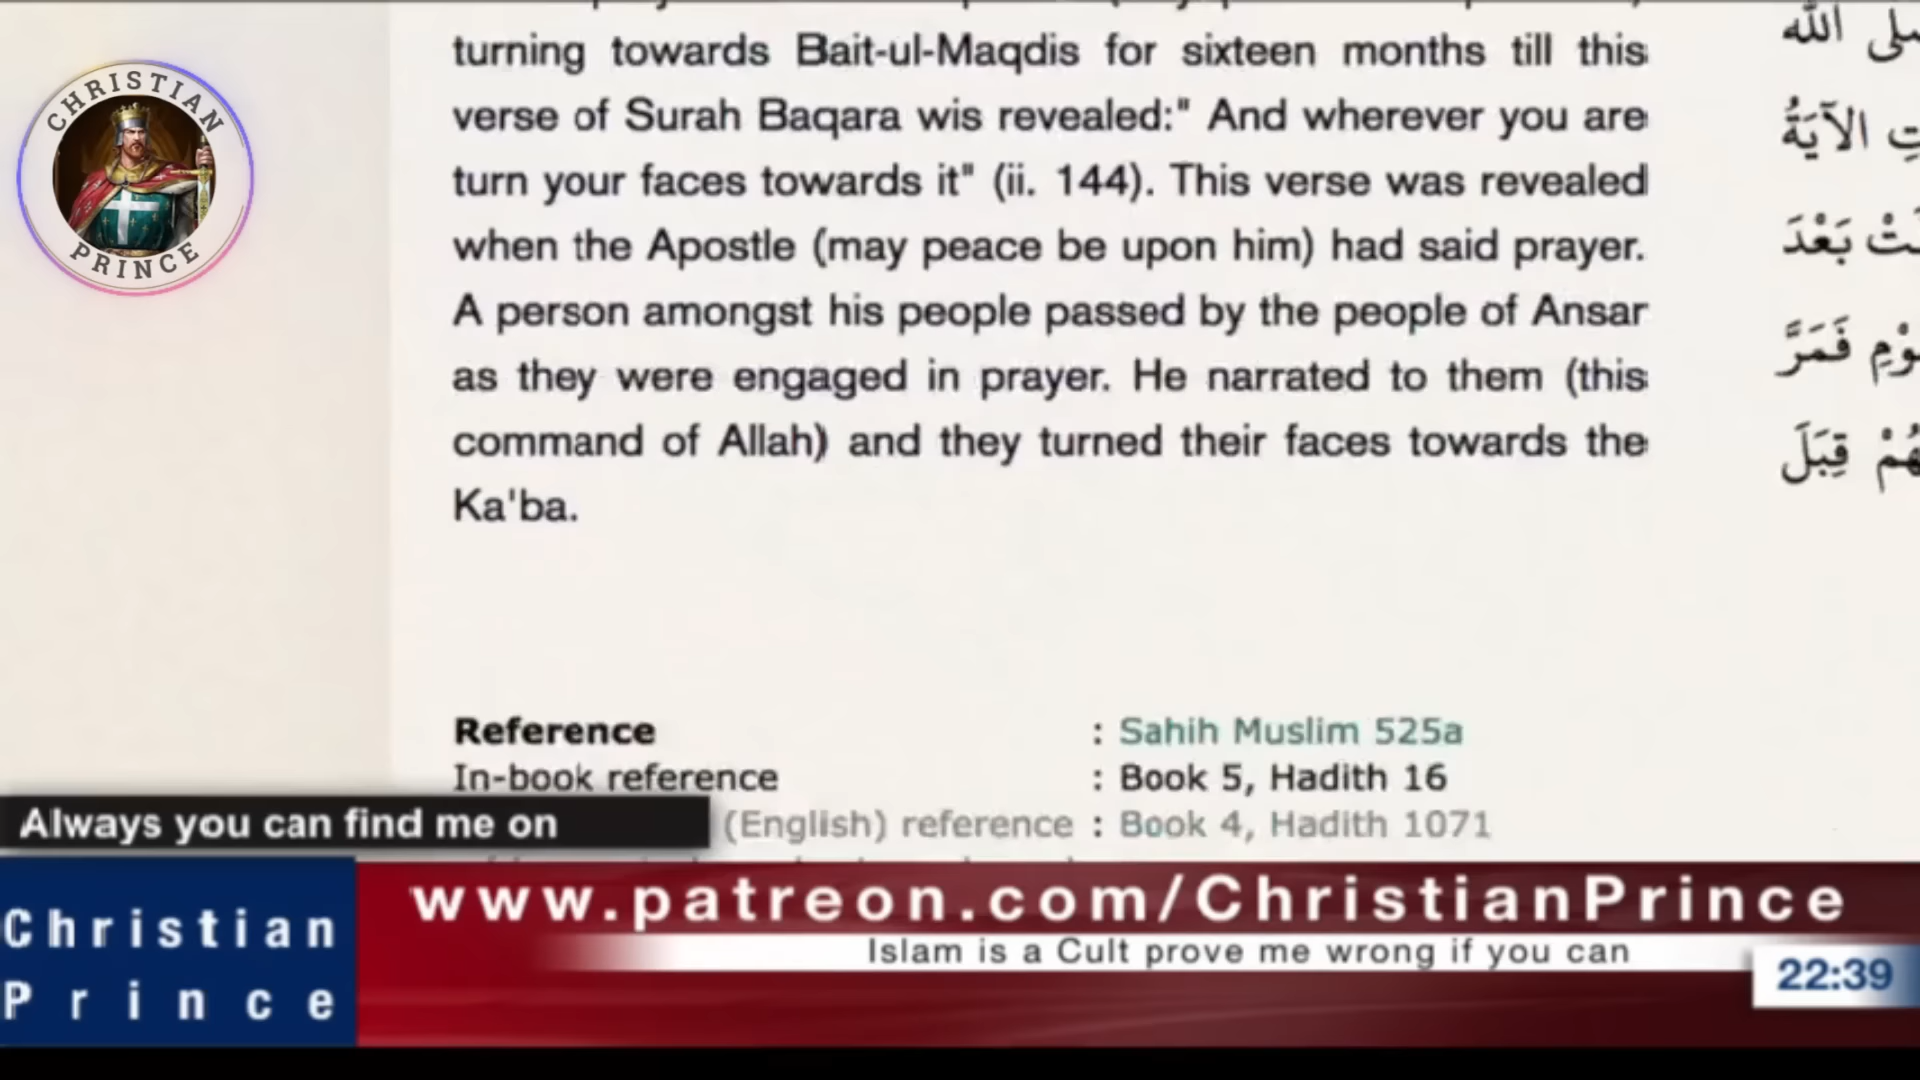 turning towards Bait-ul-Maqdis for sixteen months till this
verse of Surah Baqara wis revealed:" And wherever you are
turn your faces towards it" (ii. 144). This verse was revealed
when the Apostle (may peace be upon him) had said prayer.
A person amongst his people passed by the people of Ansar
as they were engaged in prayer. He narrated to them (this
command of Allah) and they turned their faces towards the
Ka'ba.
صلى الله
الآيَةُ
بَعْدَ
فَمَرَّ
قِبَلَ
CHRISTIAN
PRINCE
Reference : Sahih Muslim 525a
In-book reference : Book 5, Hadith 16
(English) reference : Book 4, Hadith 1071
Always you can find me on
Christian
Prince
www.patreon.com/ChristianPrince
Islam is a Cult prove me wrong if you can
22:39